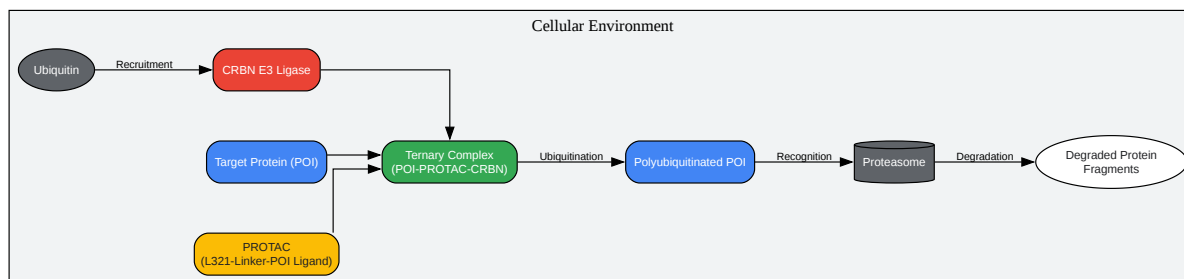 Cellular Environment
Ubiquitin
Recruitment
CRBN E3 Ligase
Target Protein (POI)
Ternary Complex
(POI-PROTAC-CRBN)
Ubiquitination
Polyubiquitinated POI
Recognition
Proteasome
Degradation
Degraded Protein
Fragments
PROTAC
(L321-Linker-POI Ligand)